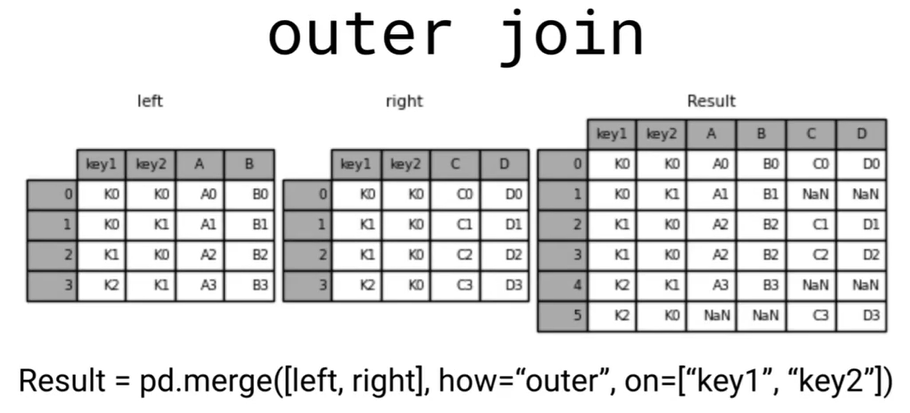 outer join
left right Result
key1 key2 A B C D
key1 key2 A B key1 key2 C D 0 K0 K0 A0 B0 C0 D0
0 K0 K0 A0 B0 0 K0 K0 C0 D0 1 K0 K1 A1 B1 NaN NaN
1 K0 K1 A1 B1 1 K1 K0 C1 D1 2 K1 K0 A2 B2 C1 D1
2 K1 K0 A2 B2 2 K1 K0 C2 D2 3 K1 K0 A2 B2 C2 D2
3 K2 K1 A3 B3 3 K2 K0 C3 D3 4 K2 K1 A3 B3 NaN NaN
5 K2 K0 NaN NaN C3 D3
Result = pd.merge([left, right], how=“outer”, on=[“key1”, “key2”])